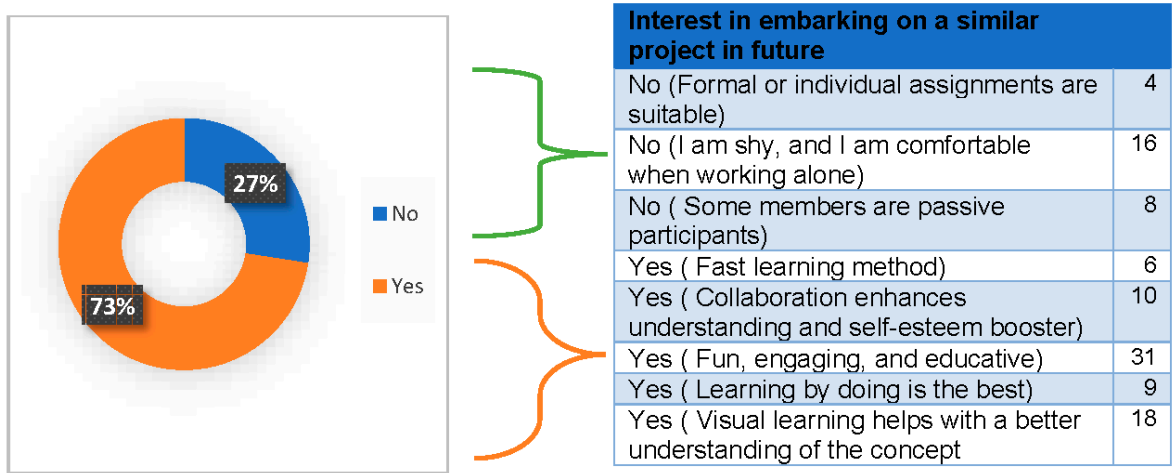 27%
73%
No
Yes
Interest in embarking on a similar
project in future
No (Formal or individual assignments are 4
suitable)
No (I am shy, and I am comfortable 16
when working alone)
No ( Some members are passive 8
participants)
Yes ( Fast learning method) 6
Yes ( Collaboration enhances 10
understanding and self-esteem booster)
Yes ( Fun, engaging, and educative) 31
Yes ( Learning by doing is the best) 9
Yes ( Visual learning helps with a better 18
understanding of the concept